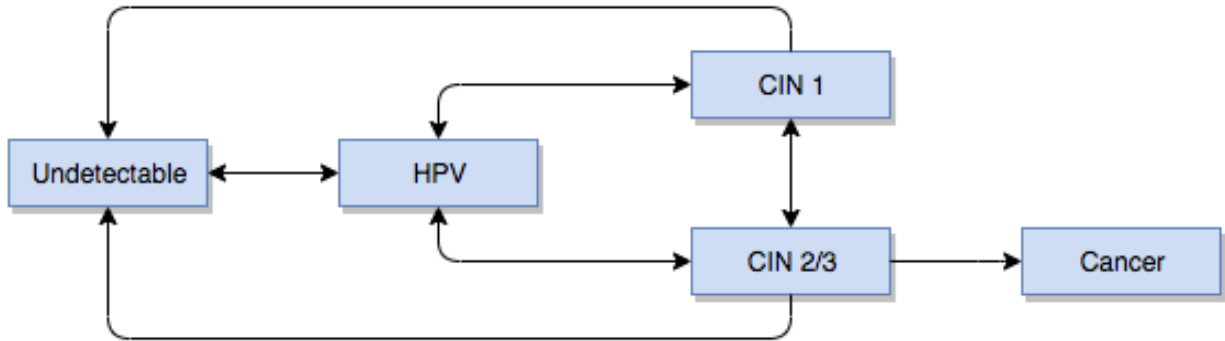 CIN 1
Undetectable
HPV
CIN 2/3
Cancer